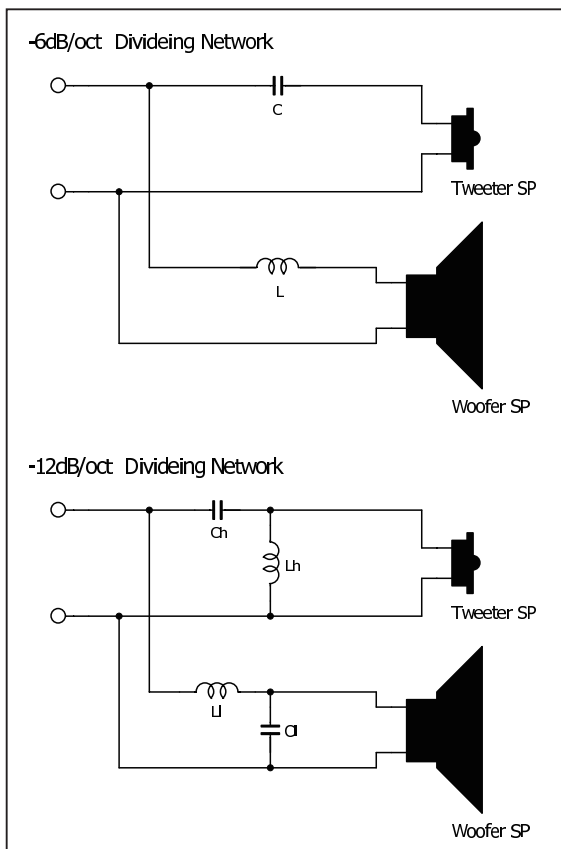 -6dB/oct Divideing Network
C
Tweeter SP
L
Woofer SP
-12dB/oct Divideing Network
Ch
Lh
Tweeter SP
Ll
Cl
Woofer SP